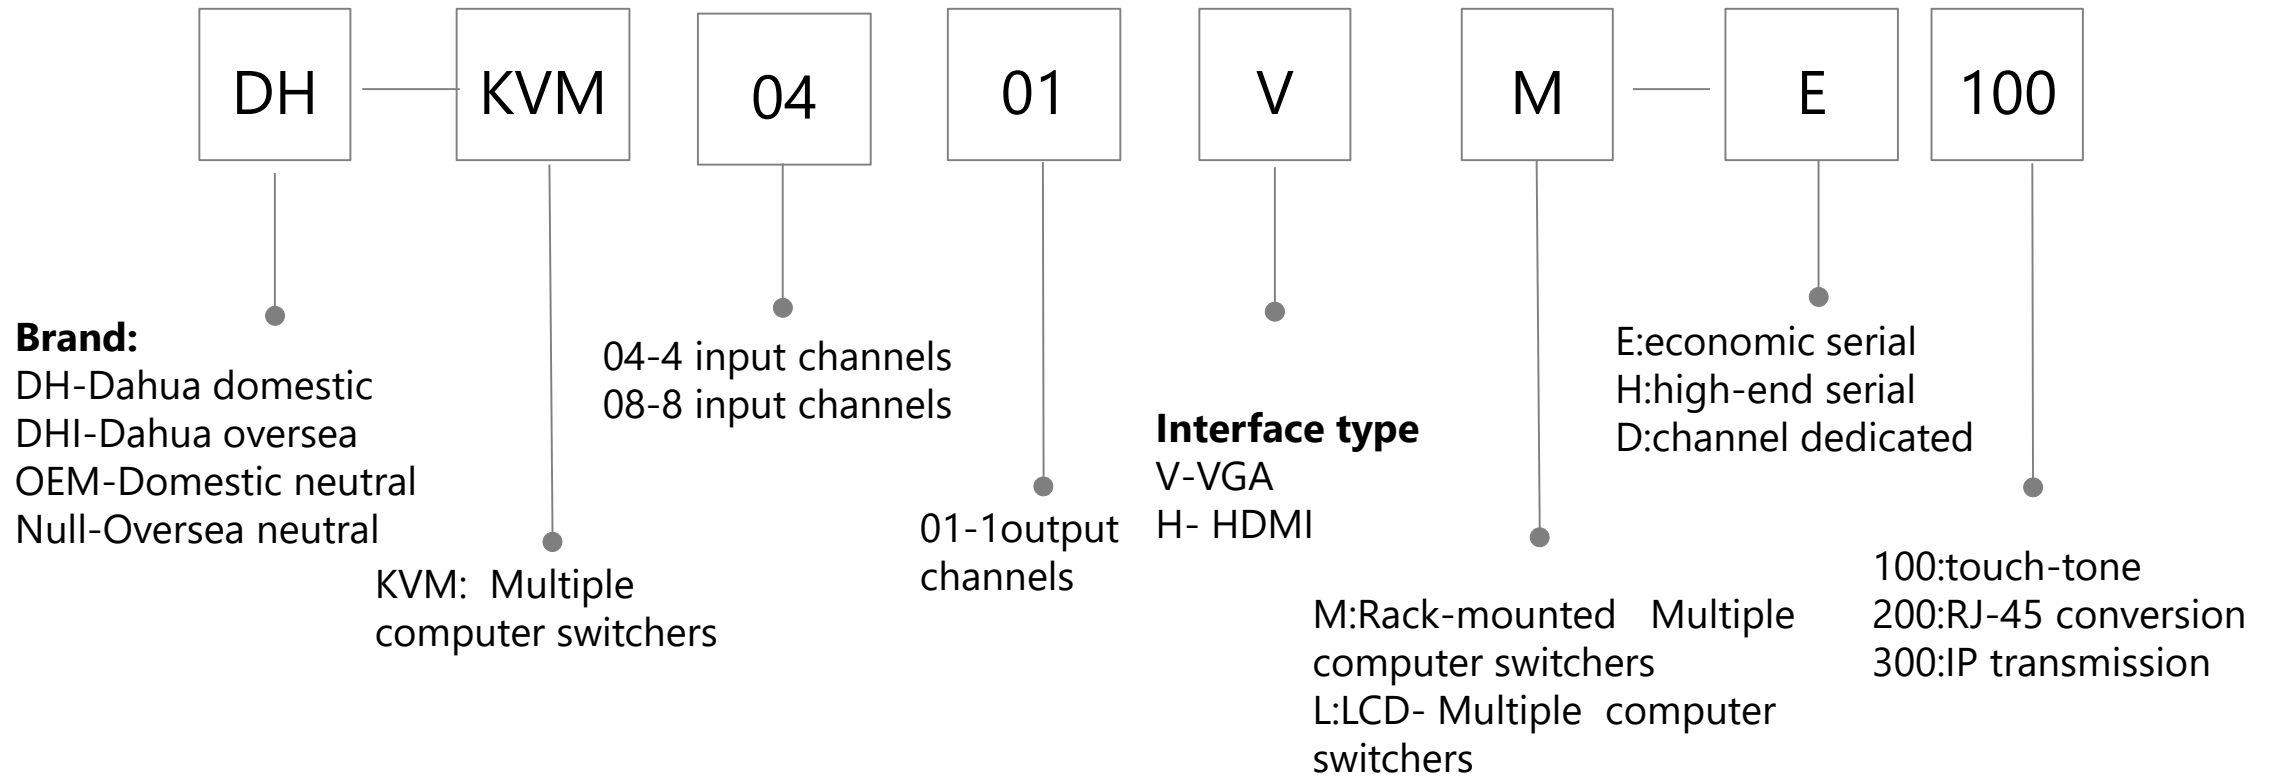 DH
KVM
04
01
V
M
E
100
Brand:
DH-Dahua domestic
DHI-Dahua oversea
OEM-Domestic neutral
Null-Oversea neutral
KVM: Multiple
computer switchers
04-4 input channels
08-8 input channels
01-1output
channels
Interface type
V-VGA
H- HDMI
M:Rack-mounted Multiple
computer switchers
L:LCD- Multiple computer
switchers
E:economic serial
H:high-end serial
D:channel dedicated
100:touch-tone
200:RJ-45 conversion
300:IP transmission